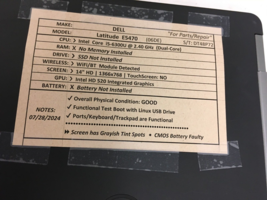 MAKE: DELL *For Parts/Repair*
MODEL: Latitude E5470 (06DE) S/T:
CPU > Intel Core i5-6300U @ 2.40 GHz (Dual-Core)
RAM: X No Memory Installed
DRIVE > SSD Not Installed
WIRELESS > WiFi/BT Module Detected
SCREEN > 14" HD | 1366x768 | TouchScreen: NO
GPU > Intel HD 520 Integrated Graphics
BATTERY X Battery Not Installed
NOTES:
07/28/2024
✓ Overall Physical Condition: GOOD
✓ Functional Test Boot with Linux USB Drive
✓ Ports/Keyboard/Trackpad are Functional
» Screen has Grayish Tint Spots • CMOS Battery Faulty